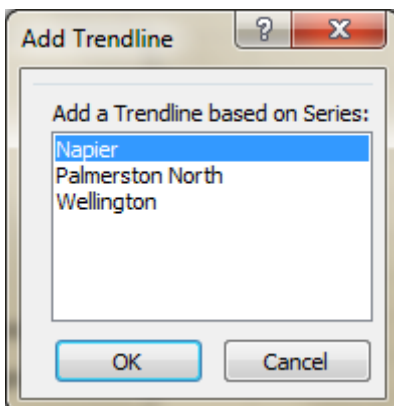 Add Trendline
Add a Trendline based on Series:
Napier
Palmerston North
Wellington
OK Cancel